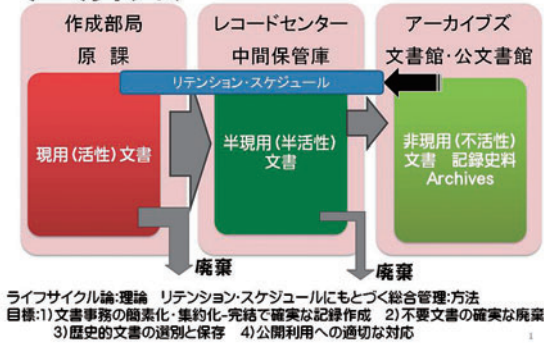 作成部局
原 課
レコードセンター
中間保管庫
アーカイブズ
文書館・公文書館
リテンション・スケジュール
現用(活性)文書
半現用(半活性)
文書
非現用(不活性)
文書 記録史料
Archives
廃棄
廃棄
ライフサイクル論:理論 リテンション・スケジュールにもとづく総合管理:方法
目標:1)文書事務の簡素化・集約化-完結で確実な記録作成 2)不要文書の確実な廃棄
3)歴史的文書の選別と保存 4)公開利用への適切な対応
1